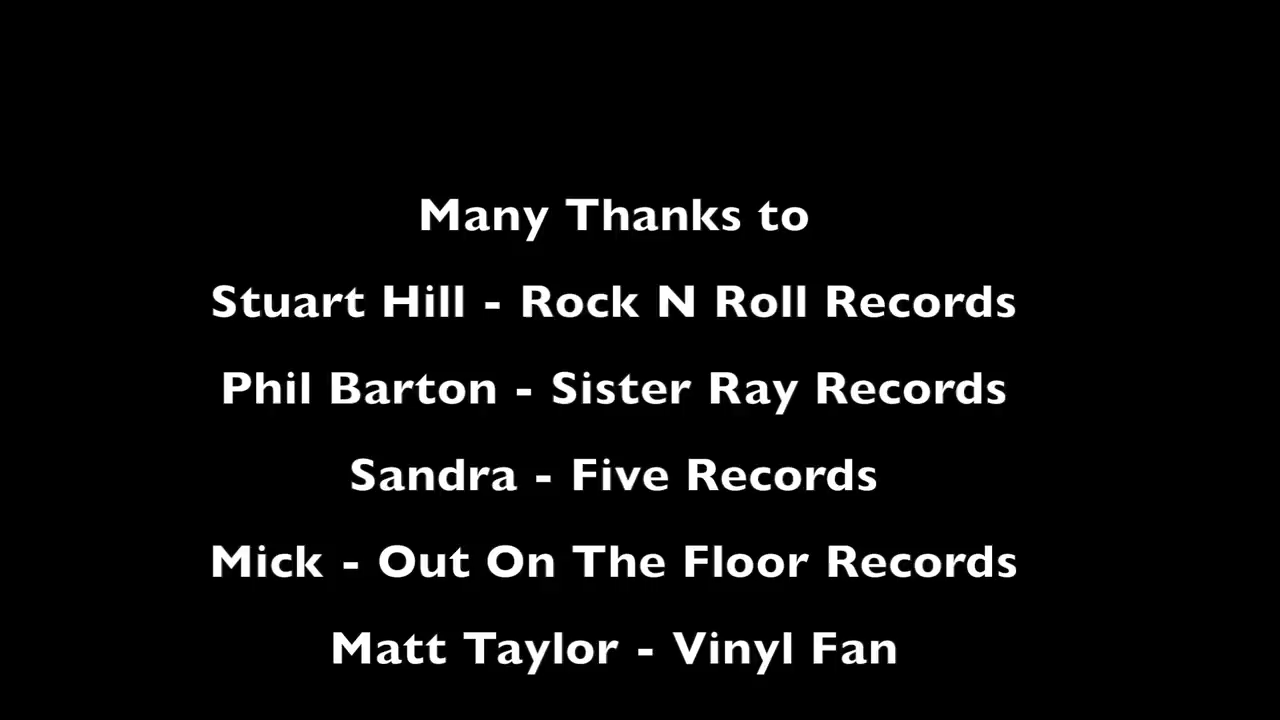 Many Thanks to
Stuart Hill - Rock N Roll Records
Phil Barton - Sister Ray Records
Sandra - Five Records
Mick - Out On The Floor Records
Matt Taylor - Vinyl Fan